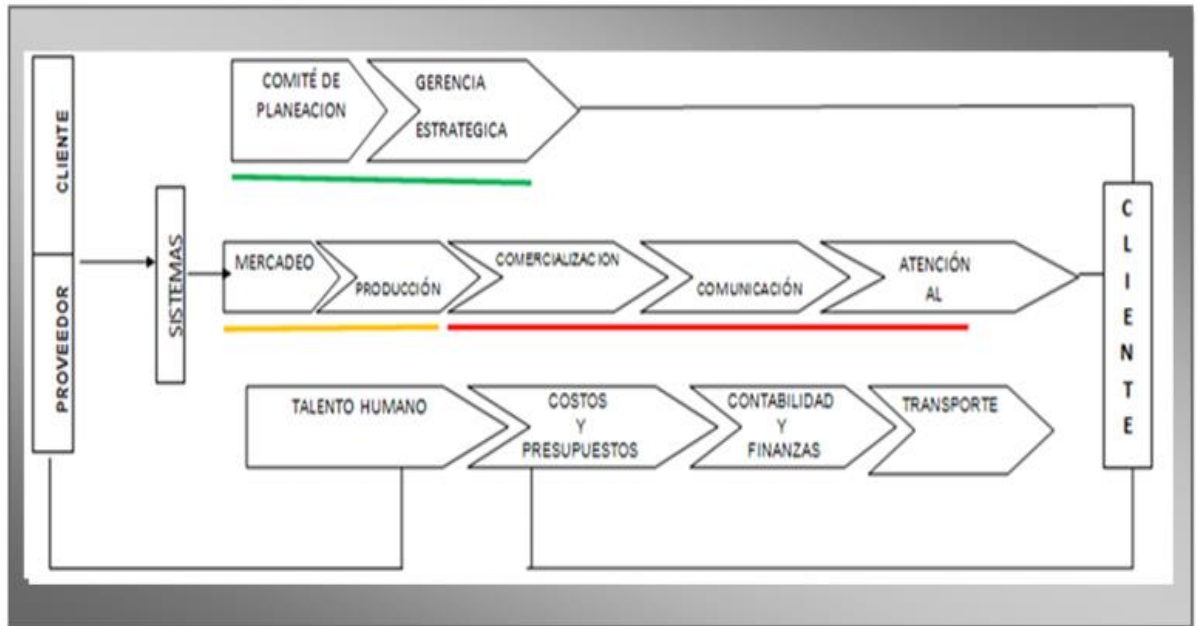 CLIENTE
PROVEEDOR
SISTEMAS
COMITÉ DE
PLANEACION
GERENCIA
ESTRATEGICA
MERCADEO
PRODUCCIÓN
COMERCIALIZACION
COMUNICACIÓN
ATENCIÓN
AL
TALENTO HUMANO
COSTOS
Y
PRESUPUESTOS
CONTABILIDAD
Y
FINANZAS
TRANSPORTE
CLIENTE